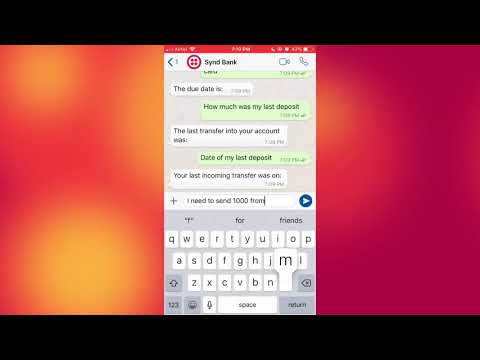 Airtel 7:10 PM 42%
1 Synd Bank
card 7:09 PM
The due date is: 7:09 PM
How much was my last deposit
7:09 PM
The last transfer into your account
was: 7:09 PM
Date of my last deposit 7:09 PM
Your last incoming transfer was on:
7:09 PM
I need to send 1000 from
"f" for friends
q w e r t y u i o p
a s d f g h j k l
m
z x c v b n
123 space return